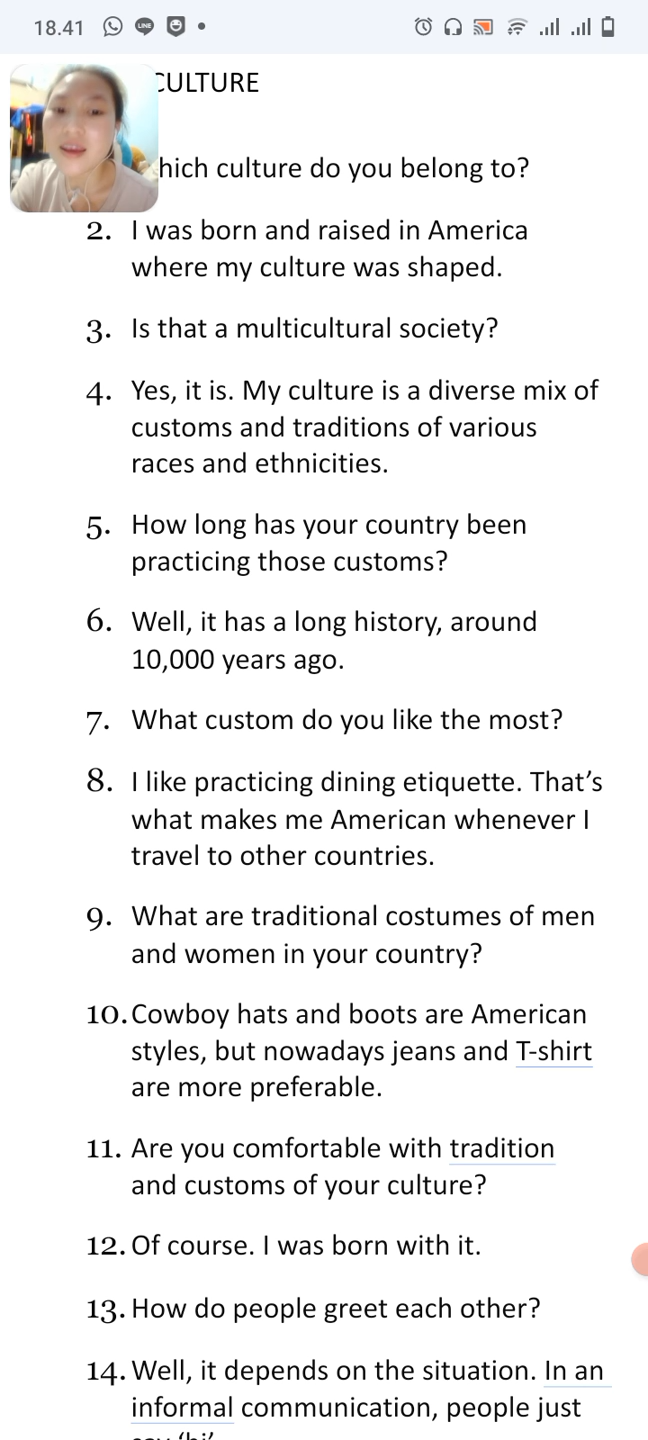 18.41
LINE
CULTURE
hich culture do you belong to?
2. I was born and raised in America
where my culture was shaped.
3. Is that a multicultural society?
4. Yes, it is. My culture is a diverse mix of
customs and traditions of various
races and ethnicities.
5. How long has your country been
practicing those customs?
6. Well, it has a long history, around
10,000 years ago.
7. What custom do you like the most?
8. I like practicing dining etiquette. That’s
what makes me American whenever I
travel to other countries.
9. What are traditional costumes of men
and women in your country?
10. Cowboy hats and boots are American
styles, but nowadays jeans and T-shirt
are more preferable.
11. Are you comfortable with tradition
and customs of your culture?
12. Of course. I was born with it.
13. How do people greet each other?
14. Well, it depends on the situation. In an
informal communication, people just
say ‘hi’